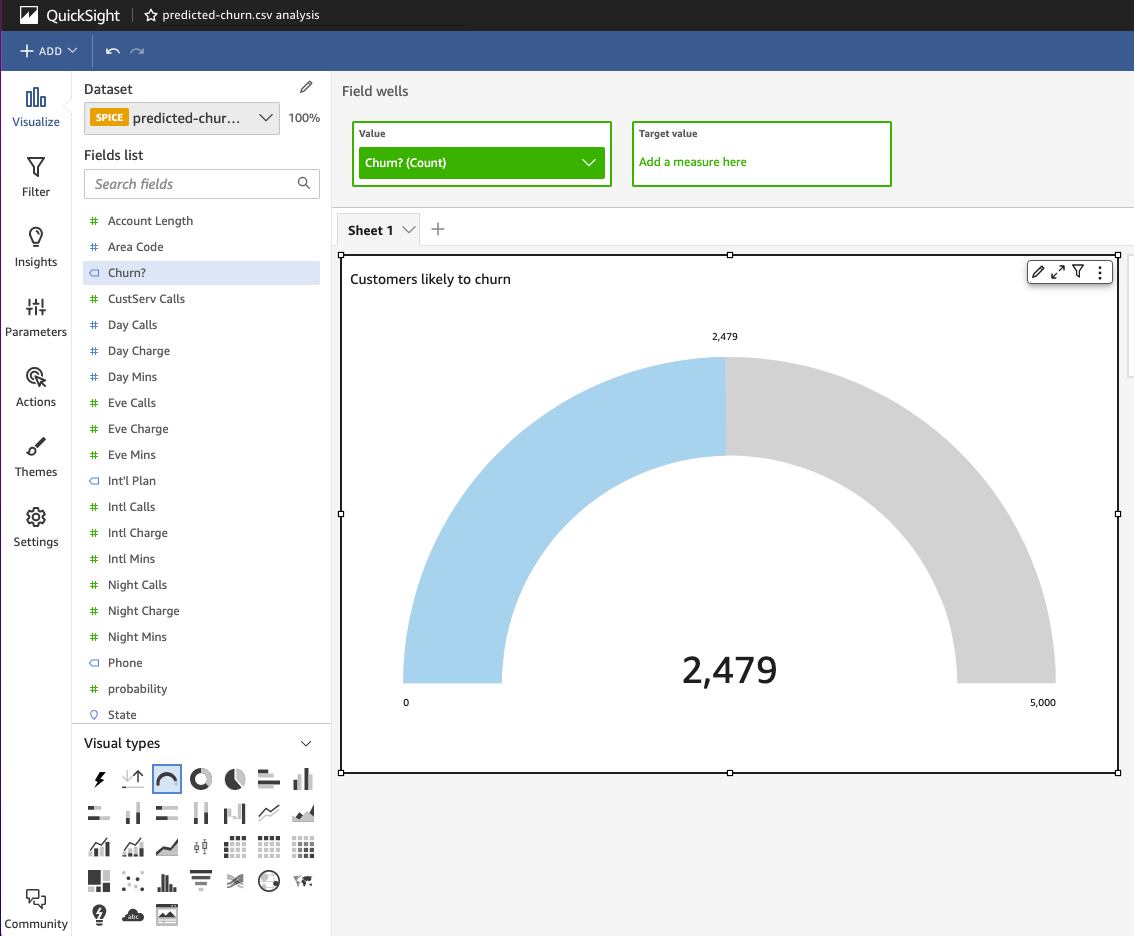 QuickSight
predicted-churn.csv analysis
ADD
Visualize
Filter
Insights
Parameters
Actions
Themes
Settings
Community
Dataset
SPICE predicted-chur... 100%
Fields list
Search fields
# Account Length
# Area Code
Churn?
# CustServ Calls
# Day Calls
# Day Charge
# Day Mins
# Eve Calls
# Eve Charge
# Eve Mins
Int'l Plan
# Intl Calls
# Intl Charge
# Intl Mins
# Night Calls
# Night Charge
# Night Mins
Phone
# probability
State
Visual types
abc
Field wells
Value
Churn? (Count)
Target value
Add a measure here
Sheet 1
Customers likely to churn
2,479
2,479
0
5,000